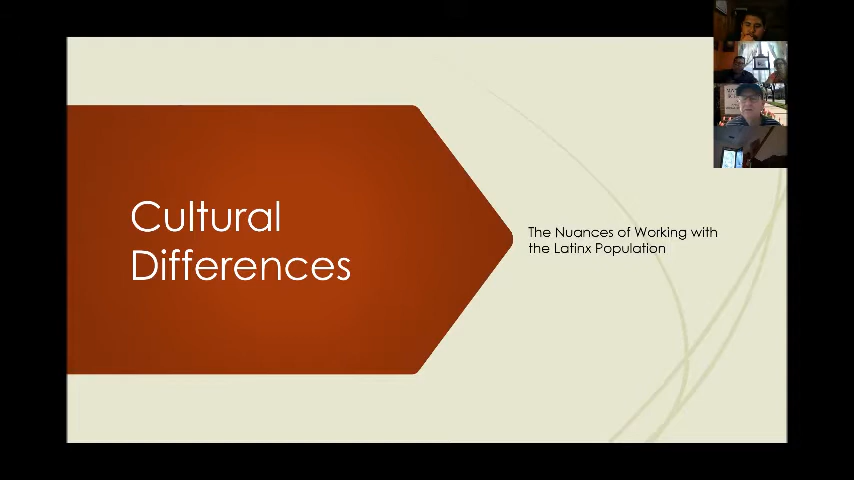 Cultural
Differences
The Nuances of Working with
the Latinx Population